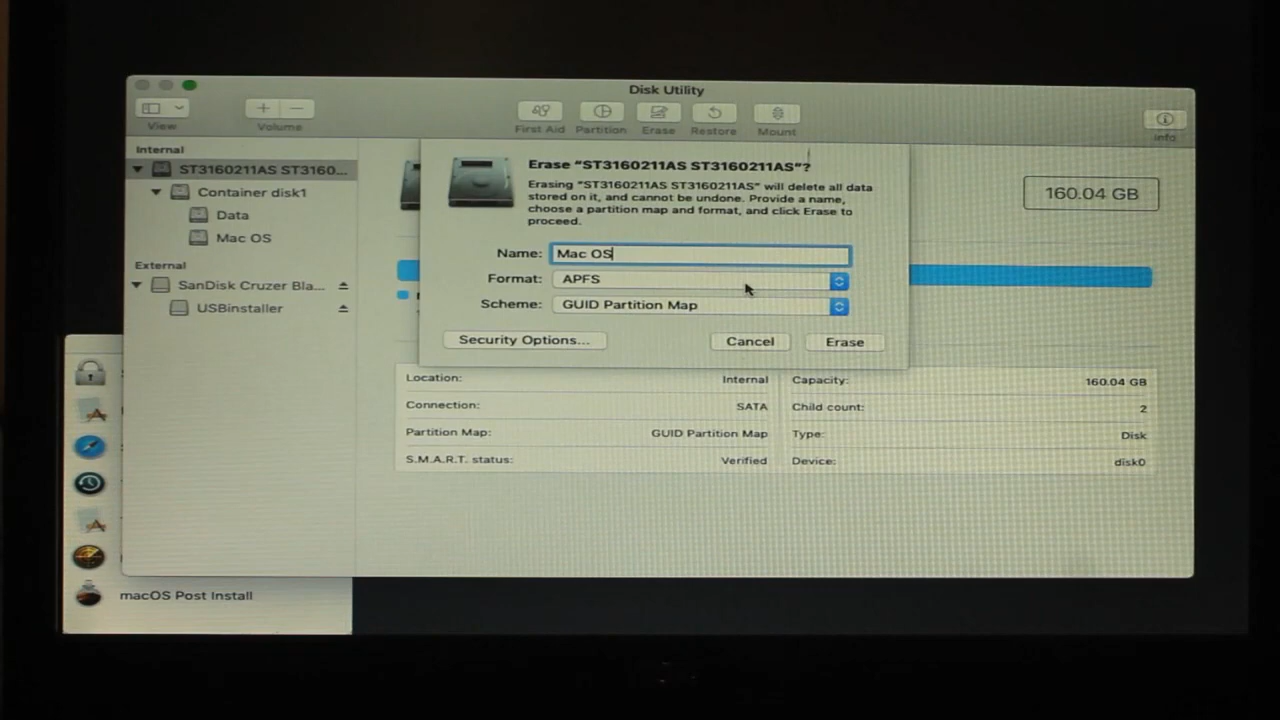 Disk Utility
View
Volume
First Aid
Partition
Erase
Restore
Mount
Info
Internal
ST3160211AS ST3160...
Container disk1
Data
Mac OS
External
SanDisk Cruzer Bla...
USBinstaller
Erase “ST3160211AS ST3160211AS”?
Erasing “ST3160211AS ST3160211AS” will delete all data
stored on it, and cannot be undone. Provide a name,
choose a partition map and format, and click Erase to
proceed.
Name: Mac OS
Format: APFS
Scheme: GUID Partition Map
Security Options...
Cancel
Erase
160.04 GB
Location: Internal
Capacity: 160.04 GB
Connection: SATA
Child count: 2
Partition Map: GUID Partition Map
Type: Disk
S.M.A.R.T. status: Verified
Device: disk0
macOS Post Install